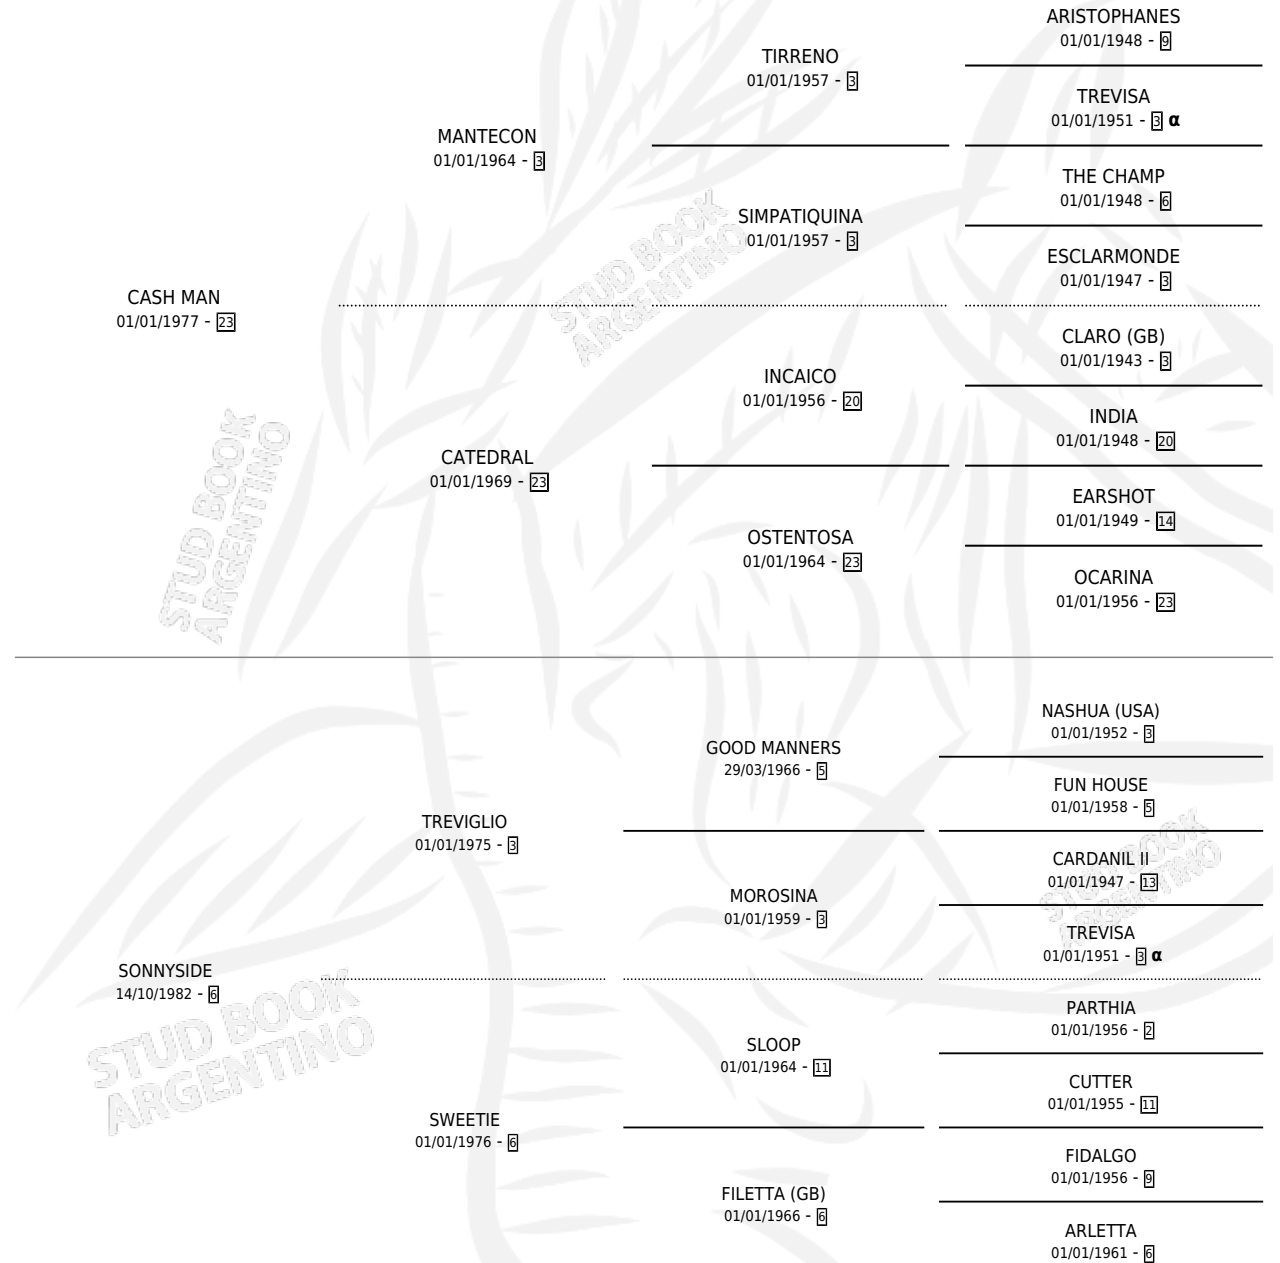 ARISTOPHANES
01/01/1948 - 9
TIRRENO
01/01/1957 - 3
TREVISA
01/01/1951 - 3 α
MANTECON
01/01/1964 - 3
THE CHAMP
01/01/1948 - 6
SIMPATIQUINA
01/01/1957 - 3
ESCLARMONDE
01/01/1947 - 3
CASH MAN
01/01/1977 - 23
CLARO (GB)
01/01/1943 - 3
INCAICO
01/01/1956 - 20
INDIA
01/01/1948 - 20
CATEDRAL
01/01/1969 - 23
EARSHOT
01/01/1949 - 14
OSTENTOSA
01/01/1964 - 23
OCARINA
01/01/1956 - 23
NASHUA (USA)
01/01/1952 - 3
GOOD MANNERS
29/03/1966 - 5
FUN HOUSE
01/01/1958 - 5
TREVIGLIO
01/01/1975 - 3
CARDANIL II
01/01/1947 - 13
MOROSINA
01/01/1959 - 3
TREVISA
01/01/1951 - 3 α
SONNYSIDE
14/10/1982 - 6
PARTHIA
01/01/1956 - 2
SLOOP
01/01/1964 - 11
CUTTER
01/01/1955 - 11
SWEETIE
01/01/1976 - 6
FIDALGO
01/01/1956 - 9
FILETTA (GB)
01/01/1966 - 6
ARLETTA
01/01/1961 - 6
STUD BOOK
ARGENTINO
STUD BOOK
ARGENTINO
STUD BOOK
ARGENTINO
STUD BOOK
ARGENTINO